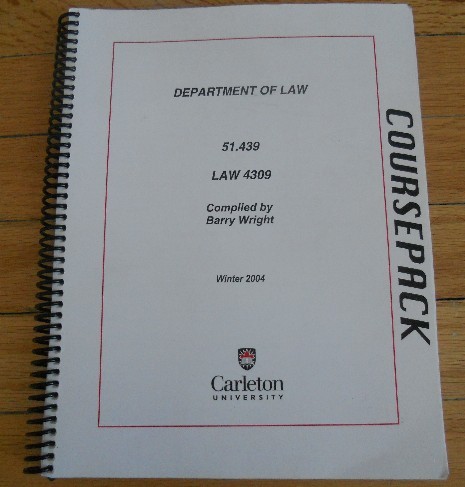 DEPARTMENT OF LAW
51.439
LAW 4309
Complied by
Barry Wright
Winter 2004
Carleton
UNIVERSITY
COURSEPACK